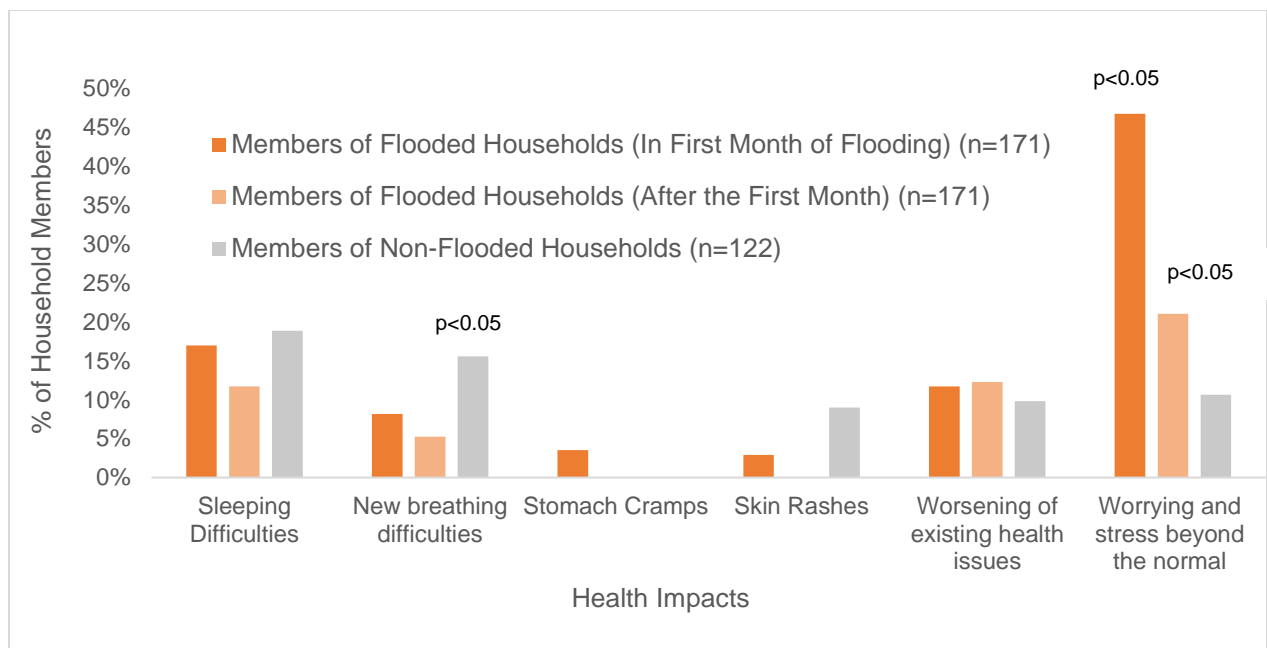 50%
45%
40%
35%
30%
25%
20%
15%
10%
5%
0%
% of Household Members
p<0.05
Members of Flooded Households (In First Month of Flooding) (n=171)
Members of Flooded Households (After the First Month) (n=171)
Members of Non-Flooded Households (n=122)
p<0.05
p<0.05
Sleeping
Difficulties
New breathing
difficulties
Stomach Cramps
Skin Rashes
Worsening of
existing health
issues
Worrying and
stress beyond
the normal
Health Impacts